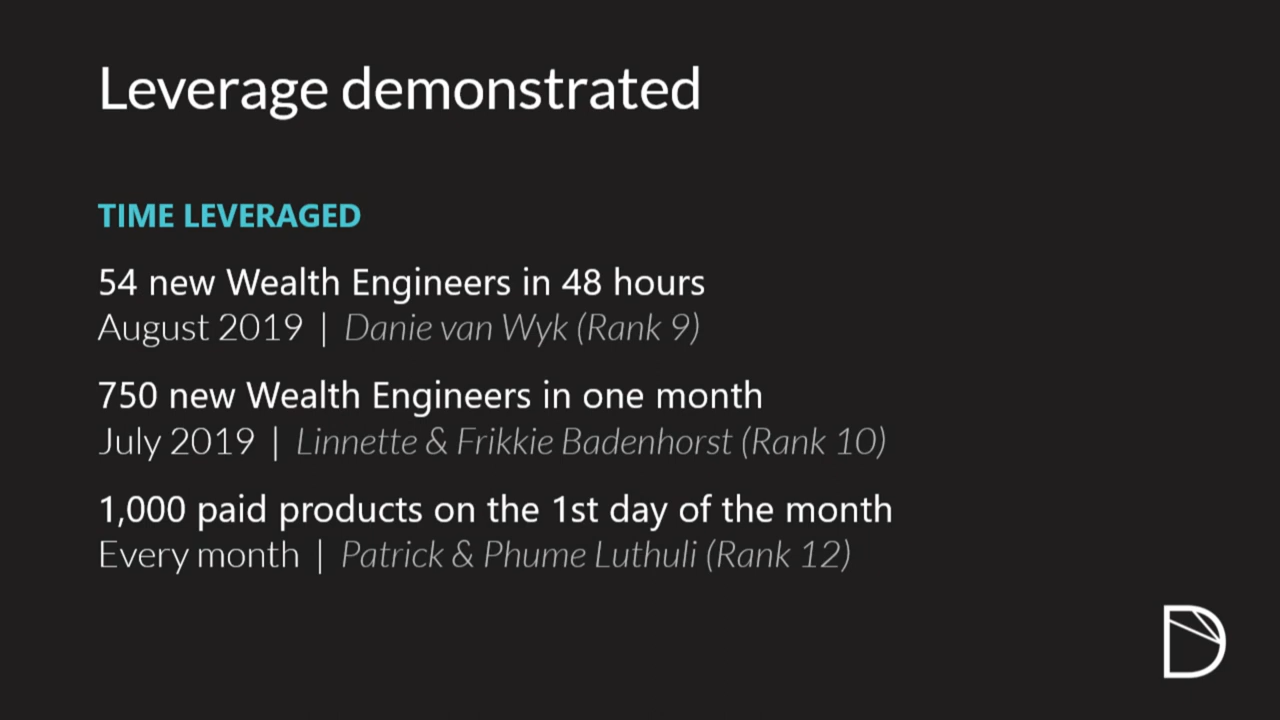 Leverage demonstrated
TIME LEVERAGED
54 new Wealth Engineers in 48 hours
August 2019 | Danie van Wyk (Rank 9)
750 new Wealth Engineers in one month
July 2019 | Linnette & Frikkie Badenhorst (Rank 10)
1,000 paid products on the 1st day of the month
Every month | Patrick & Phume Luthuli (Rank 12)